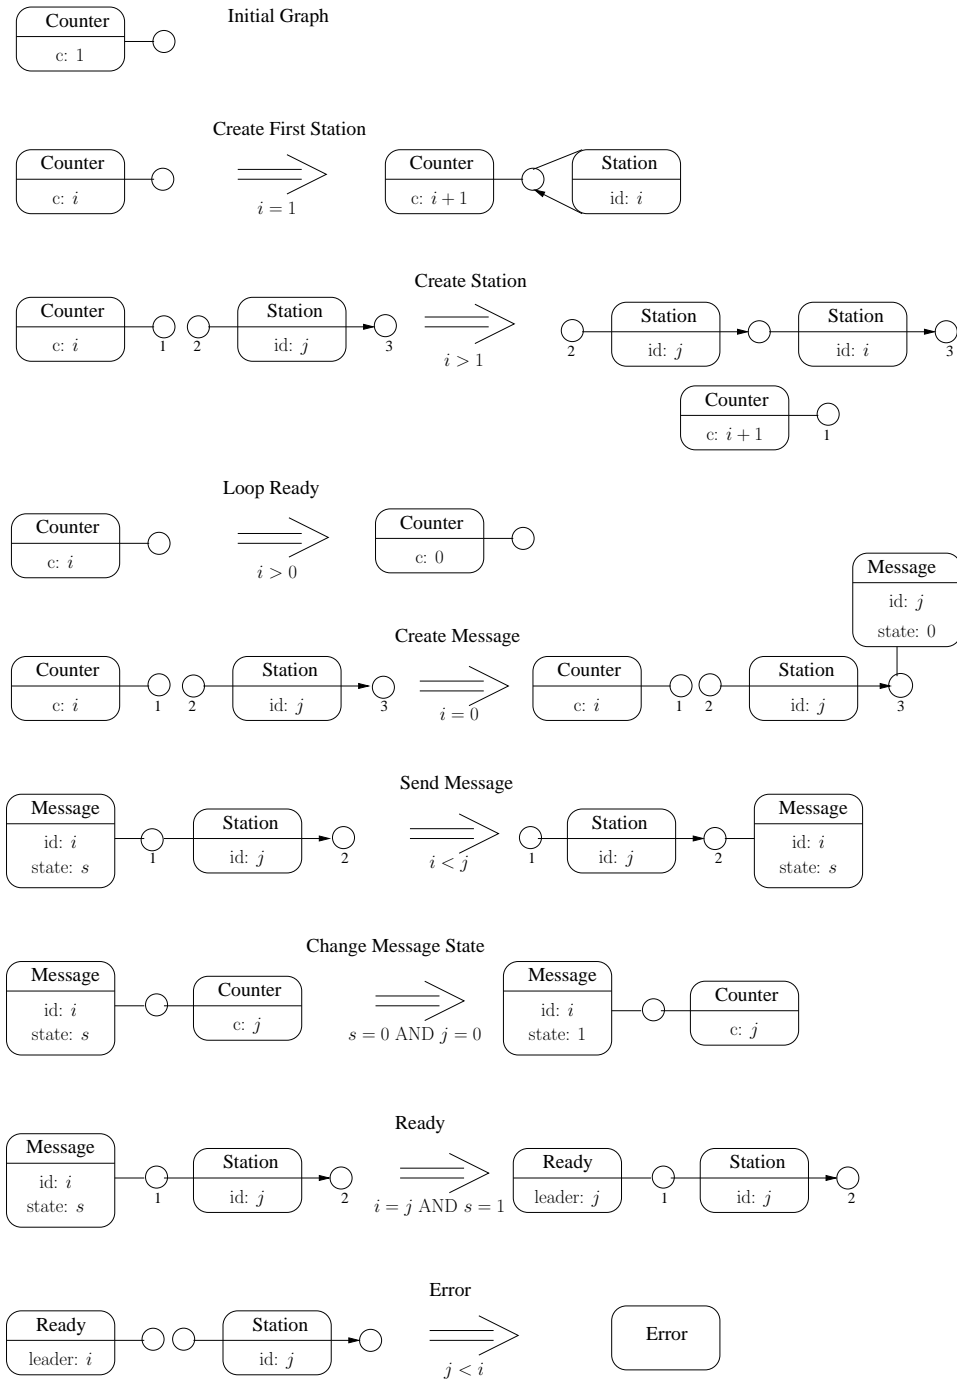 Counter
c: 1
Initial Graph
Create First Station
Counter
c: i
i = 1
Counter
c: i + 1
Station
id: i
Create Station
Counter
c: i
1
2
Station
id: j
3
i > 1
2
Station
id: j
Station
id: i
3
Counter
c: i + 1
1
Loop Ready
Counter
c: i
i > 0
Counter
c: 0
Create Message
Counter
c: i
1
2
Station
id: j
3
i = 0
Counter
c: i
1
2
Station
id: j
3
Message
id: j
state: 0
Send Message
Message
id: i
state: s
1
Station
id: j
2
i < j
1
Station
id: j
2
Message
id: i
state: s
Change Message State
Message
id: i
state: s
Counter
c: j
s = 0 AND j = 0
Message
id: i
state: 1
Counter
c: j
Ready
Message
id: i
state: s
1
Station
id: j
2
i = j AND s = 1
Ready
leader: j
1
Station
id: j
2
Error
Ready
leader: i
Station
id: j
j < i
Error